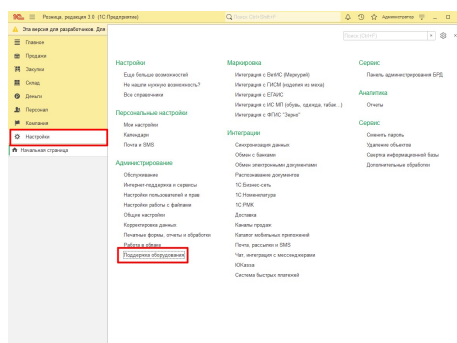 Розница, редакция 3.0 (1С:Предприятие)
Поиск Ctrl+Shift+F
Администратор
Эта версия для разработчиков. Для
Главное
Продажи
Закупки
Склад
Деньги
Персонал
Компания
Настройки
Начальная страница
Поиск (Ctrl+F)
Настройки
Еще больше возможностей
Не нашли нужную возможность?
Все справочники
Персональные настройки
Мои настройки
Календари
Почта и SMS
Администрирование
Обслуживание
Интернет-поддержка и сервисы
Настройки пользователей и прав
Настройки работы с файлами
Общие настройки
Корректировка данных
Печатные формы, отчеты и обработки
Работа в облаке
Поддержка оборудования
Маркировка
Интеграция с ВетИС (Меркурий)
Интеграция с ГИСМ (изделия из меха)
Интеграция с ЕГАИС
Интеграция с ИС МП (обувь, одежда, табак...)
Интеграция с ФГИС "Зерно"
Интеграции
Синхронизация данных
Обмен с банками
Обмен электронными документами
Распознавание документов
1С:Бизнес-сеть
1С:Номенклатура
1С:РМК
Доставка
Каналы продаж
Каталог мобильных приложений
Почта, рассылки и SMS
Чат, интеграция с мессенджерами
ЮKassa
Система быстрых платежей
Сервис
Панель администрирования БРД
Аналитика
Отчеты
Сервис
Сменить пароль
Удаление объектов
Свертка информационной базы
Дополнительные обработки